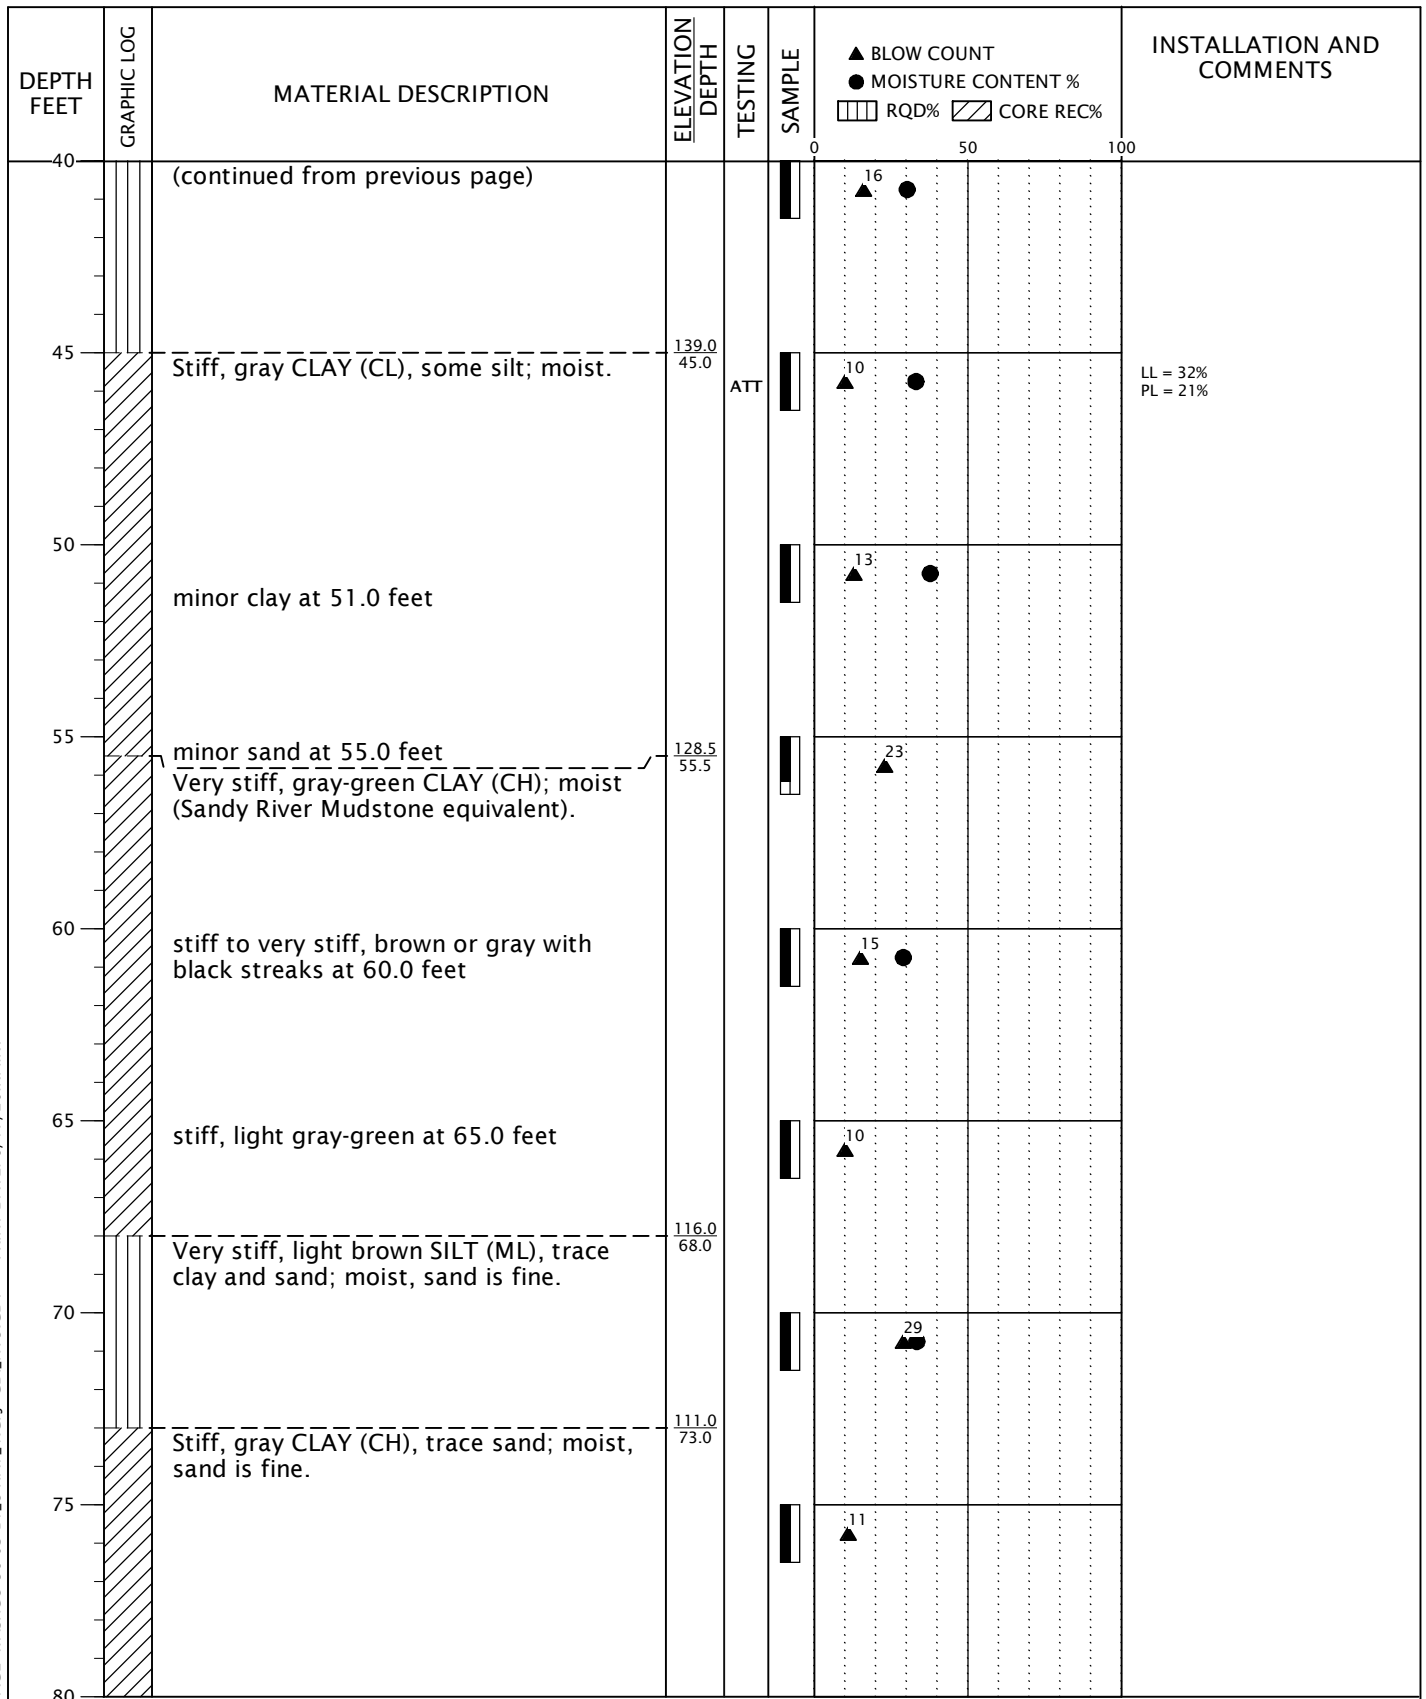 DEPTH
FEET
GRAPHIC LOG
MATERIAL DESCRIPTION
ELEVATION
DEPTH
TESTING
SAMPLE
▲ BLOW COUNT
● MOISTURE CONTENT %
RQD% CORE REC%
INSTALLATION AND
COMMENTS
0 50 100
40
(continued from previous page)
16
45
139.0
45.0
Stiff, gray CLAY (CL), some silt; moist.
ATT
10
LL = 32%
PL = 21%
50
13
minor clay at 51.0 feet
55
minor sand at 55.0 feet
128.5
55.5
23
Very stiff, gray-green CLAY (CH); moist
(Sandy River Mudstone equivalent).
60
stiff to very stiff, brown or gray with
black streaks at 60.0 feet
15
65
stiff, light gray-green at 65.0 feet
10
116.0
68.0
Very stiff, light brown SILT (ML), trace
clay and sand; moist, sand is fine.
70
29
111.0
73.0
Stiff, gray CLAY (CH), trace sand; moist,
sand is fine.
75
11
80